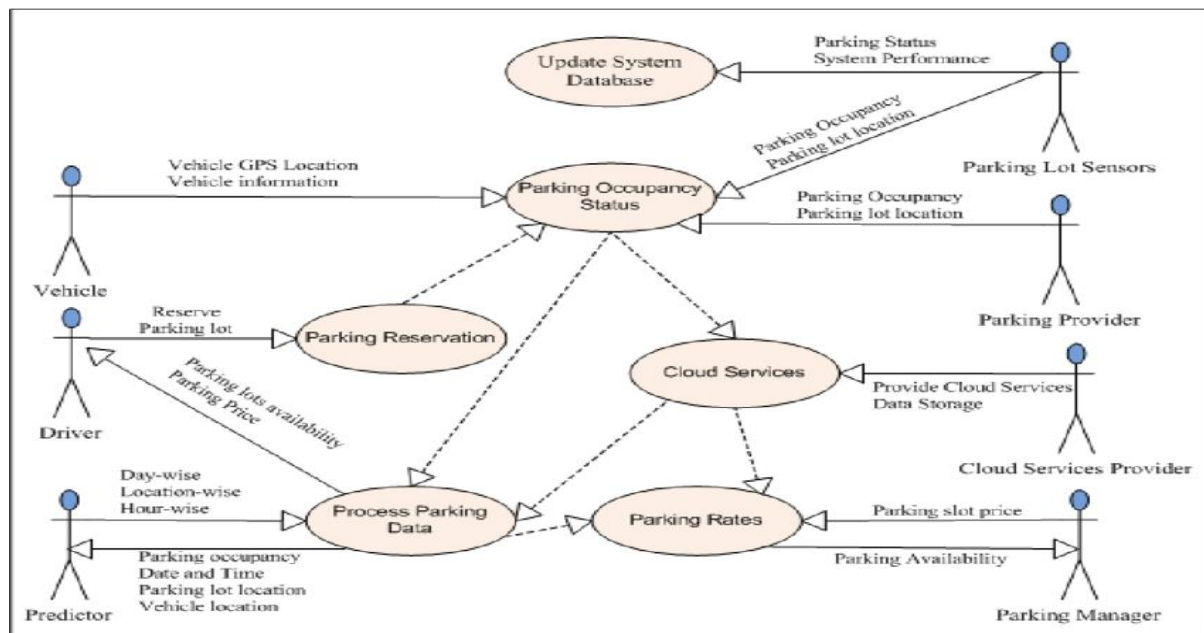 Update System
Database
Parking Status
System Performance
Parking Occupancy
Parking lot location
Parking Lot Sensors
Vehicle GPS Location
Vehicle information
Parking Occupancy
Status
Parking Occupancy
Parking lot location
Vehicle
Parking Provider
Reserve
Parking lot
Parking Reservation
Parking lots availability
Parking Price
Driver
Cloud Services
Provide Cloud Services
Data Storage
Cloud Services Provider
Day-wise
Location-wise
Hour-wise
Process Parking
Data
Parking Rates
Parking slot price
Parking Availability
Parking occupancy
Date and Time
Parking lot location
Vehicle location
Predictor
Parking Manager